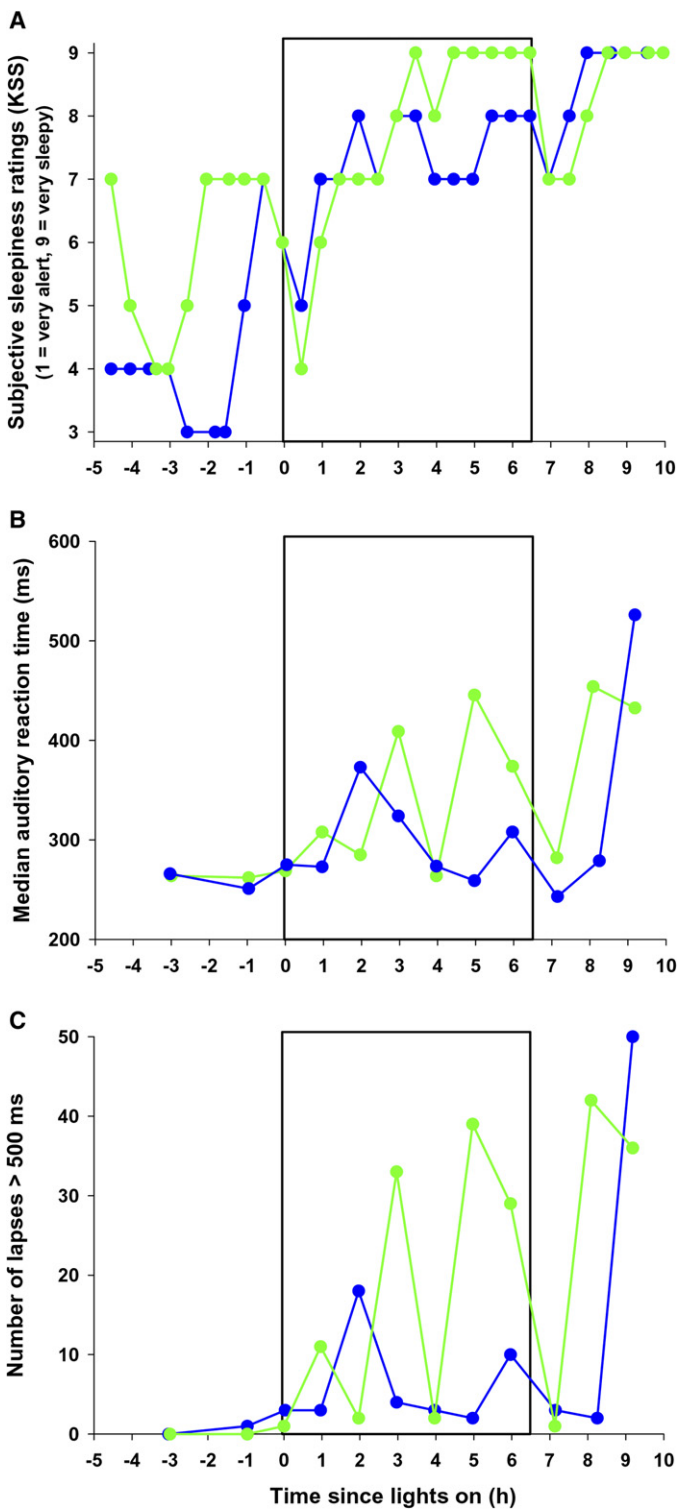 A
Subjective sleepiness ratings (KSS)
(1 = very alert, 9 = very sleepy)
9
8
7
6
5
4
3
-5 -4 -3 -2 -1 0 1 2 3 4 5 6 7 8 9 10
B
Median auditory reaction time (ms)
600
500
400
300
200
-5 -4 -3 -2 -1 0 1 2 3 4 5 6 7 8 9 10
C
Number of lapses > 500 ms
50
40
30
20
10
0
-5 -4 -3 -2 -1 0 1 2 3 4 5 6 7 8 9 10
Time since lights on (h)